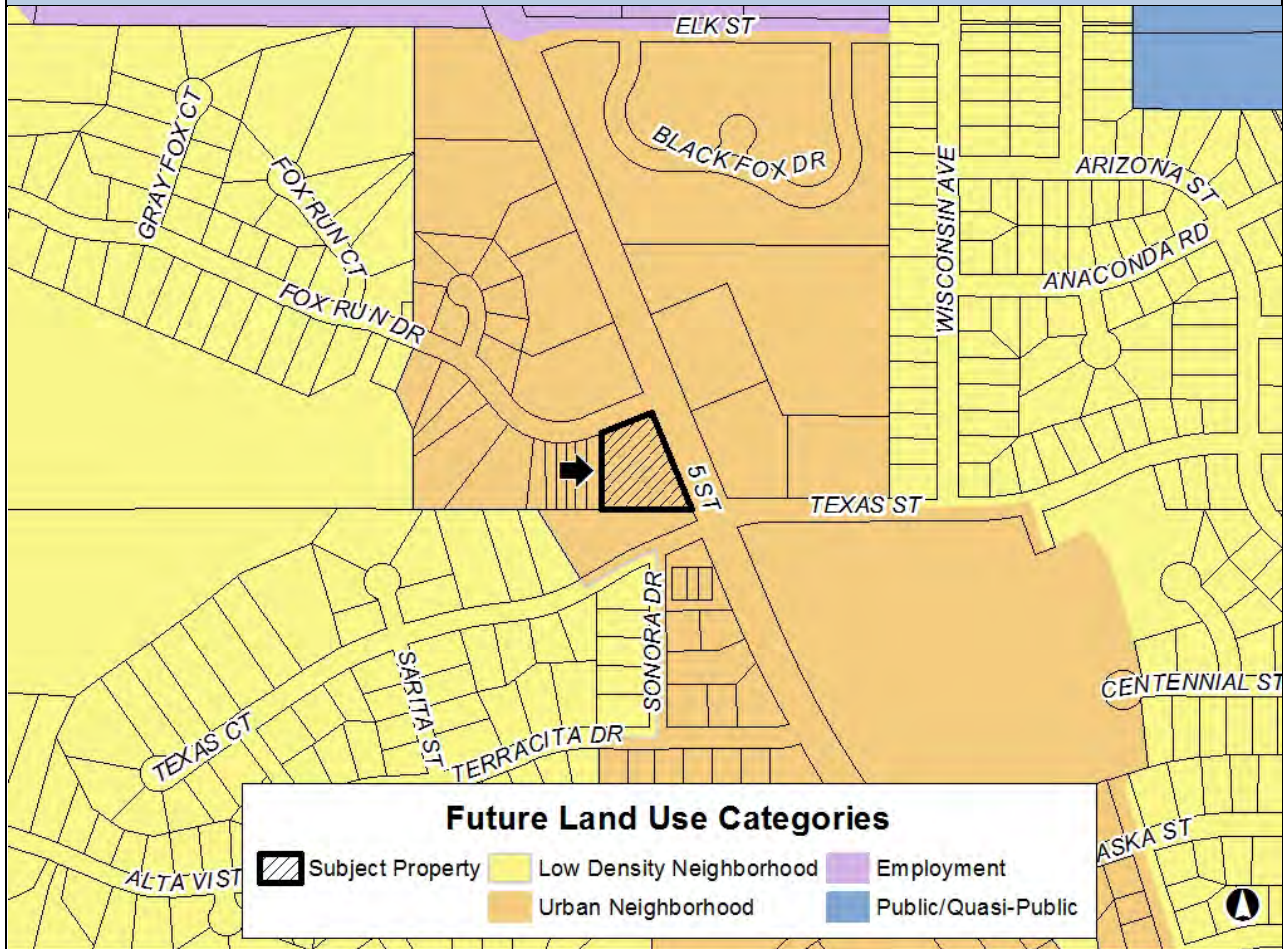 ELK ST
BLACK FOX DR
GRAY FOX CT
FOX RUN CT
FOX RUN DR
WISCONSIN AVE
ARIZONA ST
ANACONDA RD
5 ST
TEXAS ST
SONORA DR
SARITA ST
TEXAS CT
TERRACITA DR
CENTENNIAL ST
ASKA ST
ALTA VIST
Future Land Use Categories
Subject Property
Low Density Neighborhood
Employment
Urban Neighborhood
Public/Quasi-Public